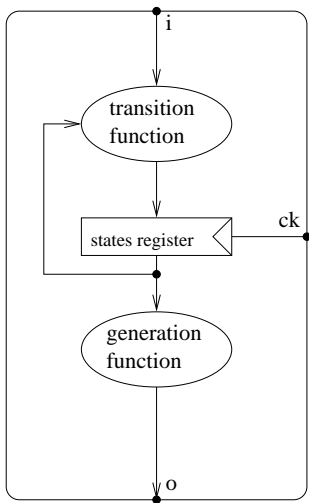 i
transition
function
ck
states register
generation
function
o